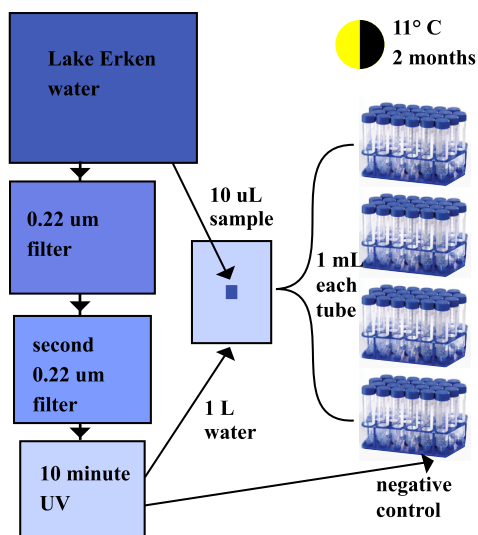 Lake Erken
water
11° C
2 months
0.22 um
filter
10 uL
sample
1 mL
each
tube
second
0.22 um
filter
1 L
water
10 minute
UV
negative
control